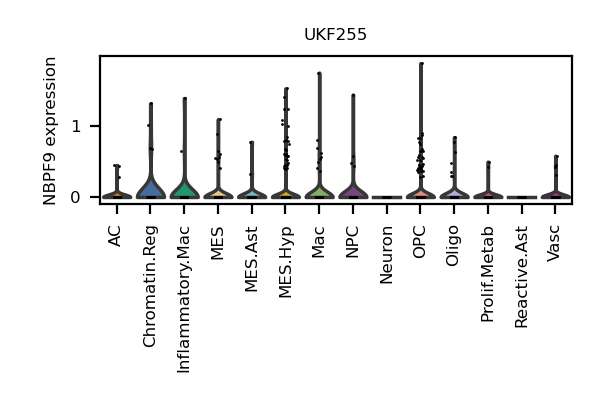 UKF255
NBPF9 expression
1
0
AC
Chromatin.Reg
Inflammatory.Mac
MES
MES.Ast
MES.Hyp
Mac
NPC
Neuron
OPC
Oligo
Prolif.Metab
Reactive.Ast
Vasc